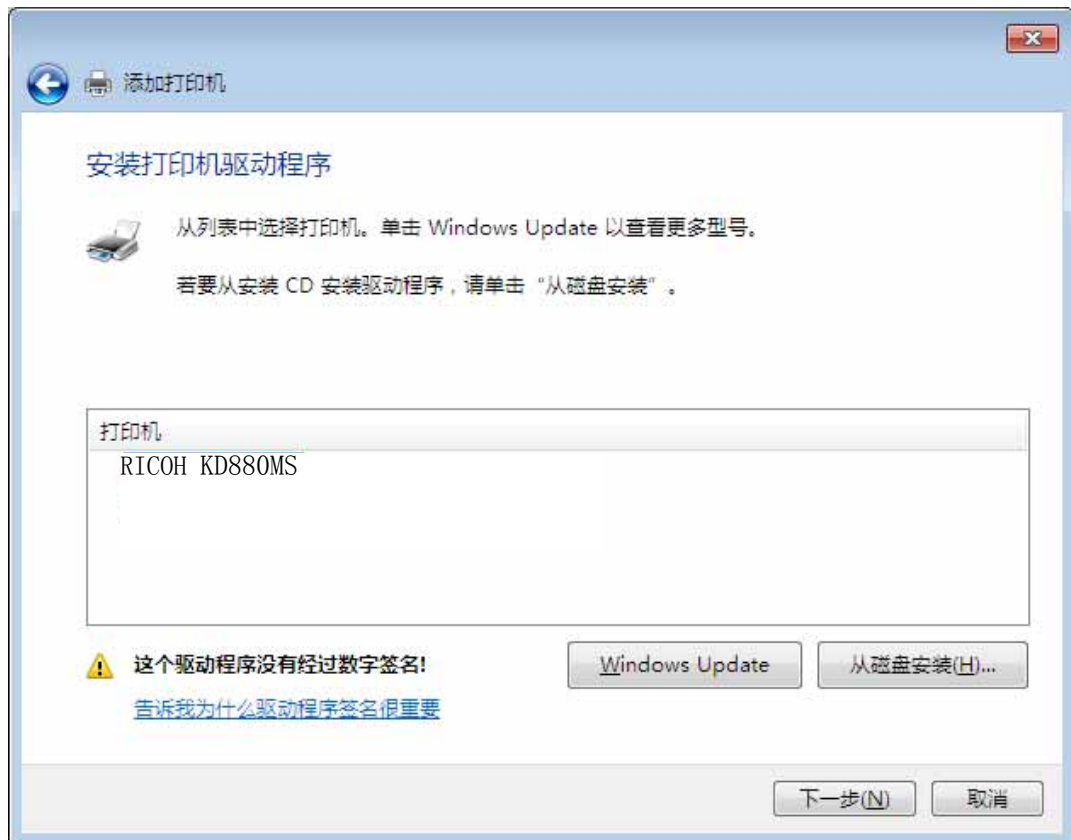 添加打印机
安装打印机驱动程序
从列表中选择打印机。单击 Windows Update 以查看更多型号。
若要从安装 CD 安装驱动程序，请单击“从磁盘安装”。
打印机
RICOH KD880MS
这个驱动程序没有经过数字签名!
Windows Update
从磁盘安装(H)...
告诉我为什么驱动程序签名很重要
下一步(N)
取消